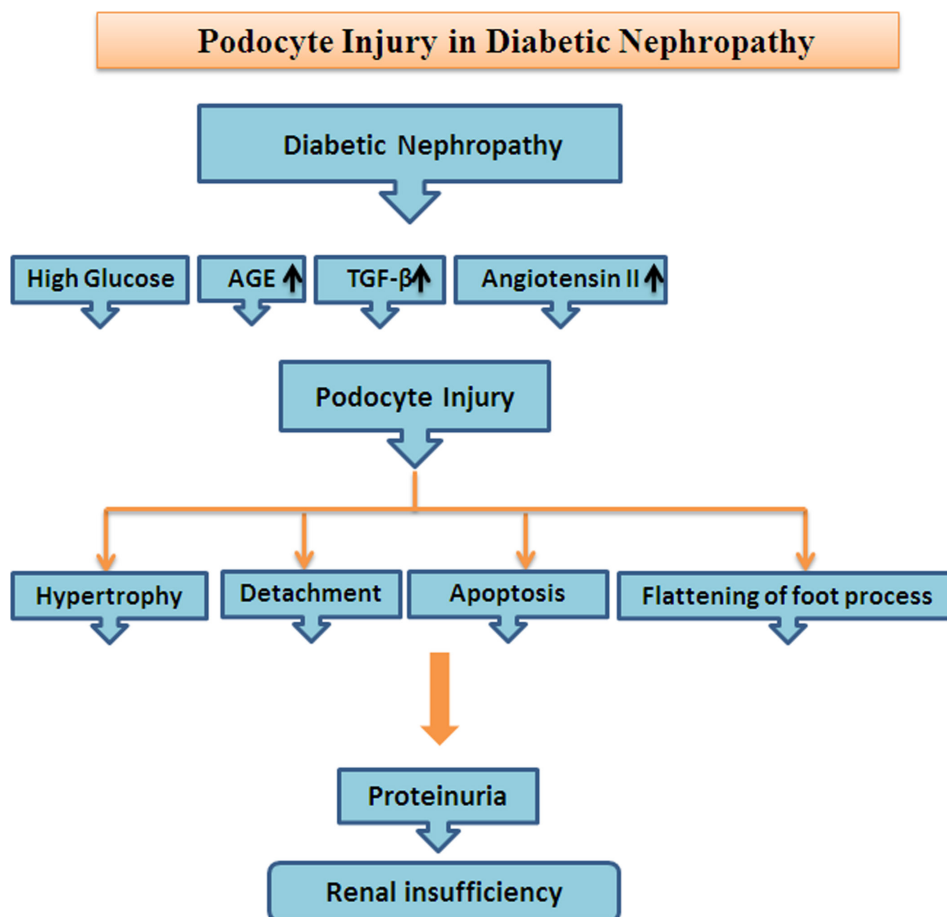 Podocyte Injury in Diabetic Nephropathy
Diabetic Nephropathy
High Glucose
AGE
TGF-β
Angiotensin II
Podocyte Injury
Hypertrophy
Detachment
Apoptosis
Flattening of foot process
Proteinuria
Renal insufficiency